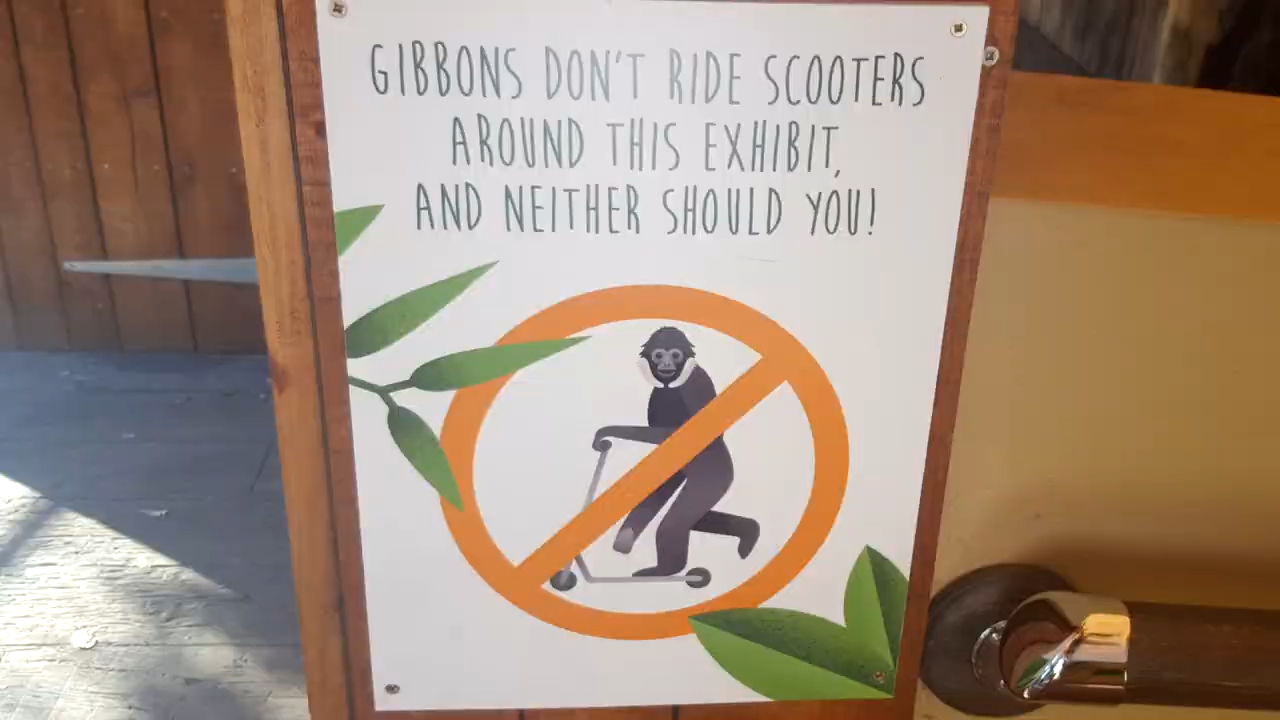 GIBBONS DON'T RIDE SCOOTERS
AROUND THIS EXHIBIT,
AND NEITHER SHOULD YOU!